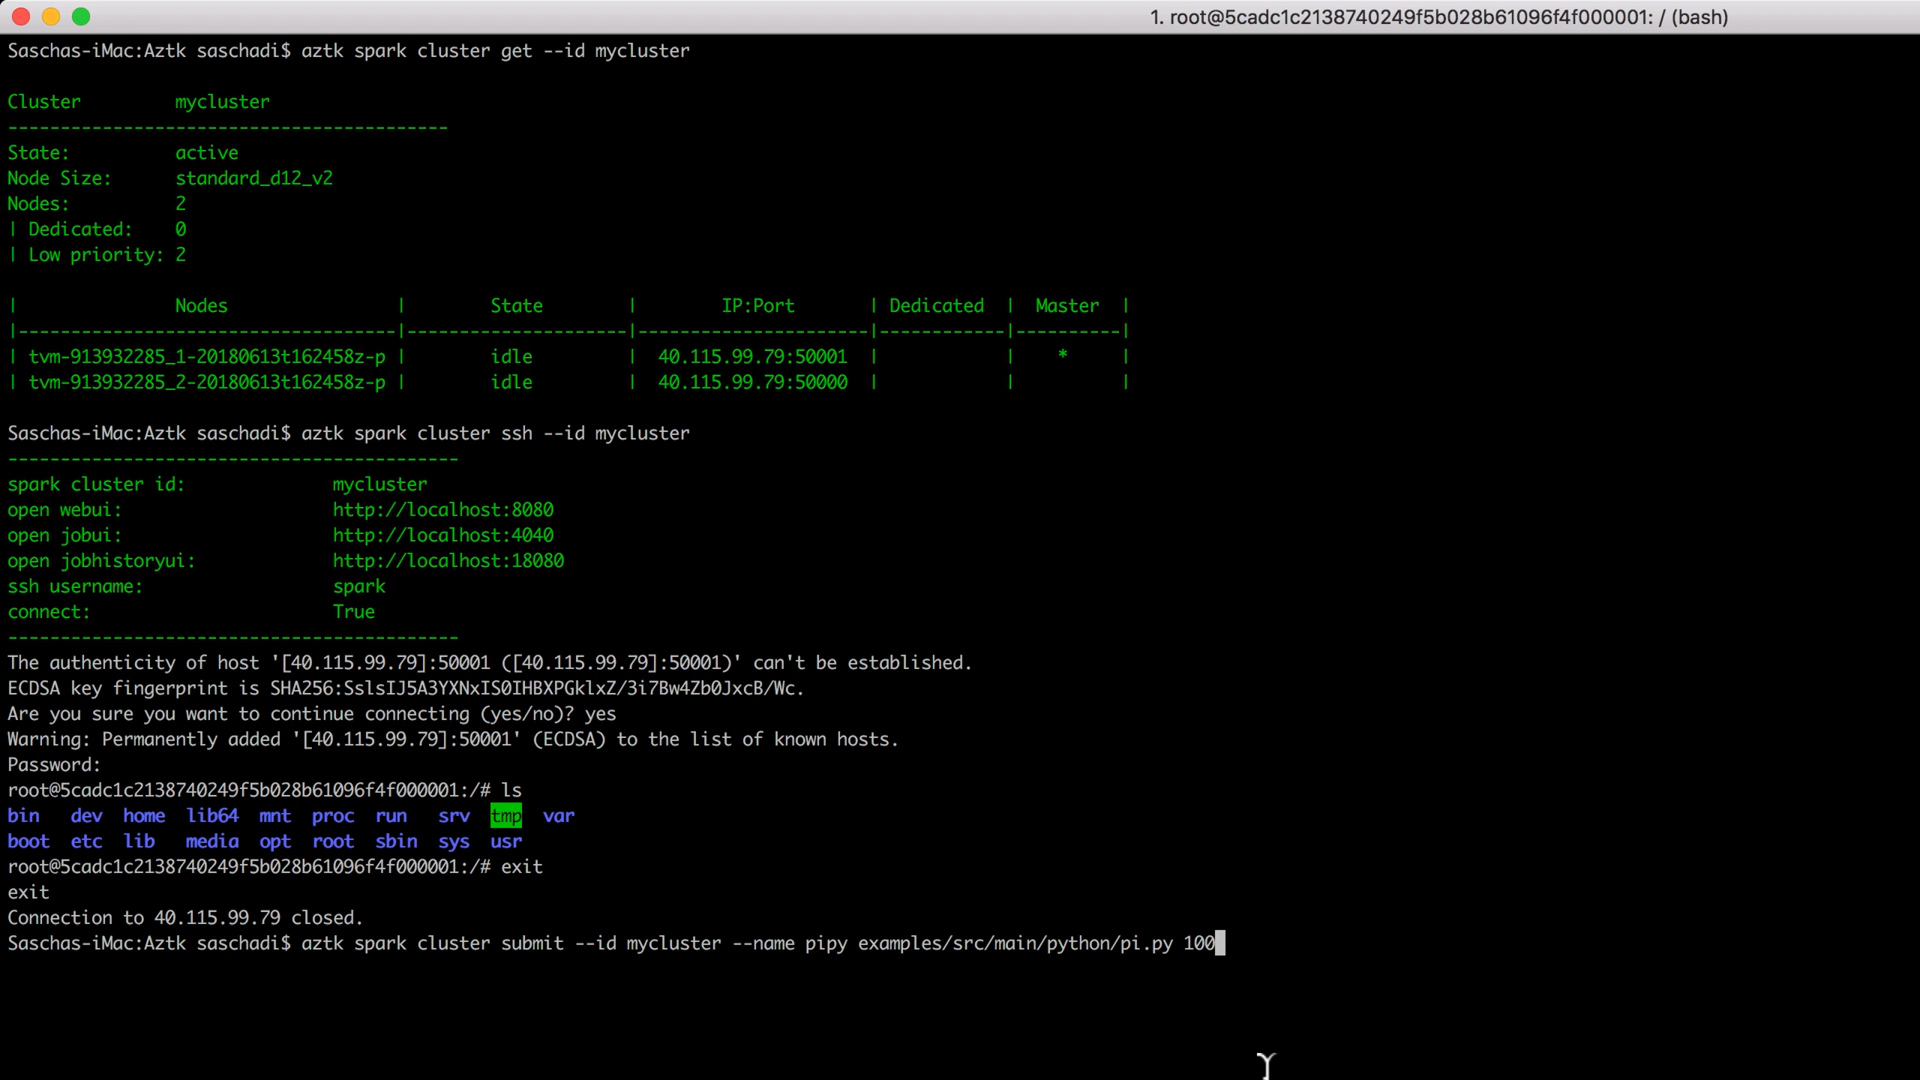 1. root@5cadc1c2138740249f5b028b61096f4f000001: / (bash)
Saschas-iMac:Aztk saschadi$ aztk spark cluster get --id mycluster
Cluster         mycluster
------------------------------------------
State:          active
Node Size:      standard_d12_v2
Nodes:          2
| Dedicated:    0
| Low priority: 2
|               Nodes                |        State        |        IP:Port       | Dedicated  |  Master  |
|------------------------------------|---------------------|----------------------|------------|----------|
| tvm-913932285_1-20180613t162458z-p |        idle         |  40.115.99.79:50001  |            |    *     |
| tvm-913932285_2-20180613t162458z-p |        idle         |  40.115.99.79:50000  |            |          |
Saschas-iMac:Aztk saschadi$ aztk spark cluster ssh --id mycluster
-------------------------------------------
spark cluster id:              mycluster
open webui:                    http://localhost:8080
open jobui:                    http://localhost:4040
open jobhistoryui:             http://localhost:18080
ssh username:                  spark
connect:                       True
-------------------------------------------
The authenticity of host '[40.115.99.79]:50001 ([40.115.99.79]:50001)' can't be established.
ECDSA key fingerprint is SHA256:SslsIJ5A3YXNxIS0IHBXPGklxZ/3i7Bw4Zb0JxcB/Wc.
Are you sure you want to continue connecting (yes/no)? yes
Warning: Permanently added '[40.115.99.79]:50001' (ECDSA) to the list of known hosts.
Password:
root@5cadc1c2138740249f5b028b61096f4f000001:/# ls
bin   dev  home  lib64  mnt  proc  run   srv  tmp  var
boot  etc  lib   media  opt  root  sbin  sys  usr
root@5cadc1c2138740249f5b028b61096f4f000001:/# exit
exit
Connection to 40.115.99.79 closed.
Saschas-iMac:Aztk saschadi$ aztk spark cluster submit --id mycluster --name pipy examples/src/main/python/pi.py 100